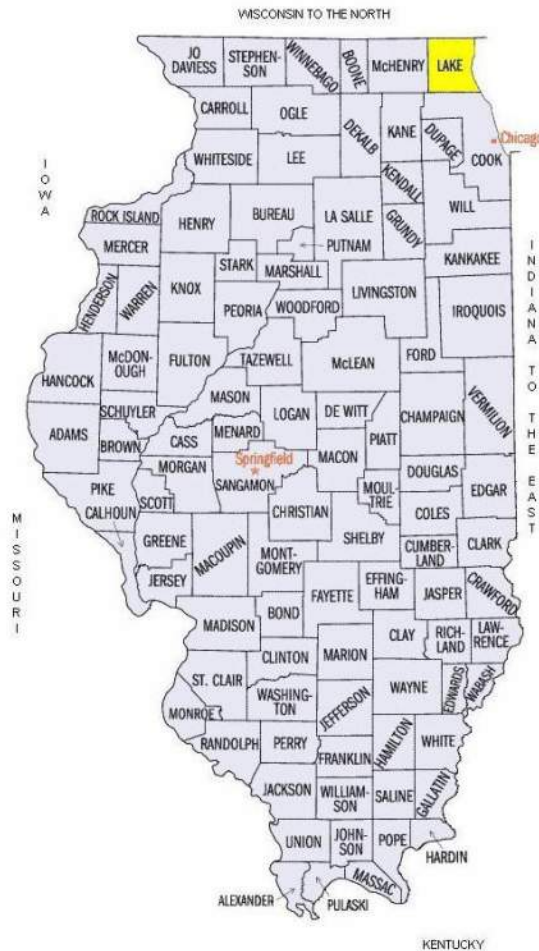 WISCONSIN TO THE NORTH
JO DAVIESS
STEPHEN-
SON
WINNEBAGO
BOONE
McHENRY
LAKE
CARROLL
OGLE
DEKALB
KANE
DUPAGE
Chicago
COOK
WHITESIDE
LEE
KENDALL
WILL
IOWA
ROCK ISLAND
HENRY
BUREAU
LA SALLE
GRUNDY
PUTNAM
MERCER
STARK
MARSHALL
KANKAKEE
HENDERSON
WARREN
KNOX
PEORIA
WOODFORD
LIVINGSTON
IROQUOIS
INDIANA TO THE EAST
HANCOCK
McDON-
OUGH
FULTON
TAZEWELL
McLEAN
FORD
MASON
SCHUYLER
LOGAN
DE WITT
CHAMPAIGN
VERMILION
ADAMS
BROWN
CASS
MENARD
PIATT
MACON
MORGAN
Springfield
SANGAMON
DOUGLAS
EDGAR
PIKE
SCOTT
CHRISTIAN
MOUL-
TRIE
COLES
CALHOUN
MISSOURI
GREENE
MACOUPIN
MONT-
GOMERY
SHELBY
CUMBER-
LAND
CLARK
JERSEY
FAYETTE
EFFING-
HAM
JASPER
CRAWFORD
MADISON
BOND
CLAY
RICH-
LAND
LAW-
RENCE
CLINTON
MARION
ST. CLAIR
WASHING-
TON
JEFFERSON
WAYNE
EDWARDS
WABASH
MONROE
RANDOLPH
PERRY
FRANKLIN
HAMILTON
WHITE
JACKSON
WILLIAM-
SON
SALINE
GALLATIN
UNION
JOHN-
SON
POPE
HARDIN
MASSAC
ALEXANDER
PULASKI
KENTUCKY